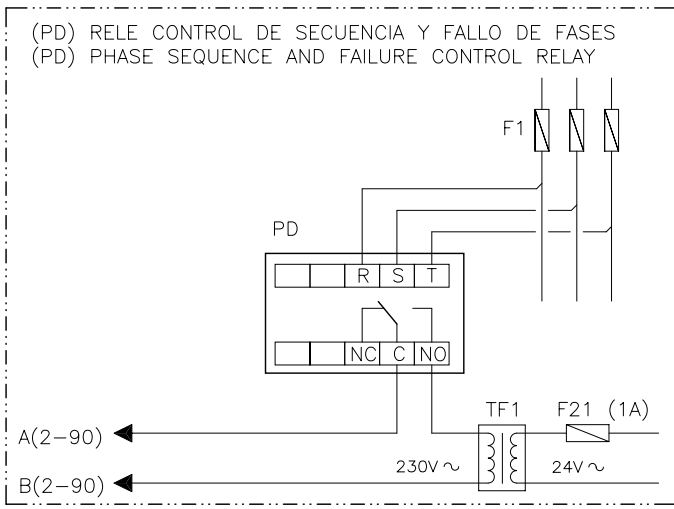 (PD) RELE CONTROL DE SECUENCIA Y FALLO DE FASES
(PD) PHASE SEQUENCE AND FAILURE CONTROL RELAY
F1
PD
R S T
NC C NO
TF1 F21 (1A)
A(2-90)
230V ~ 24V ~
B(2-90)